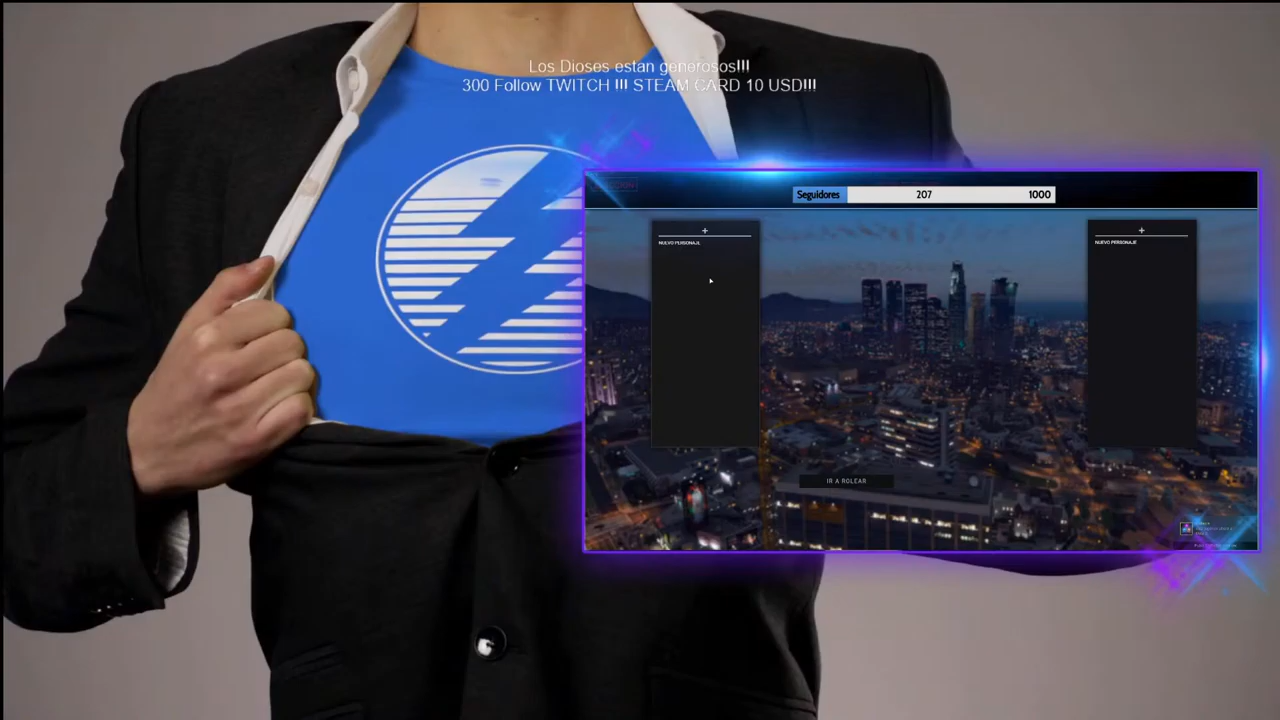 Los Dioses estan generosos!!!
300 Follow TWITCH !!! STEAM CARD 10 USD!!!
Seguidores 207 1000
+
NUEVO PERSONAJE
+
NUEVO PERSONAJE
IR A ROLEAR